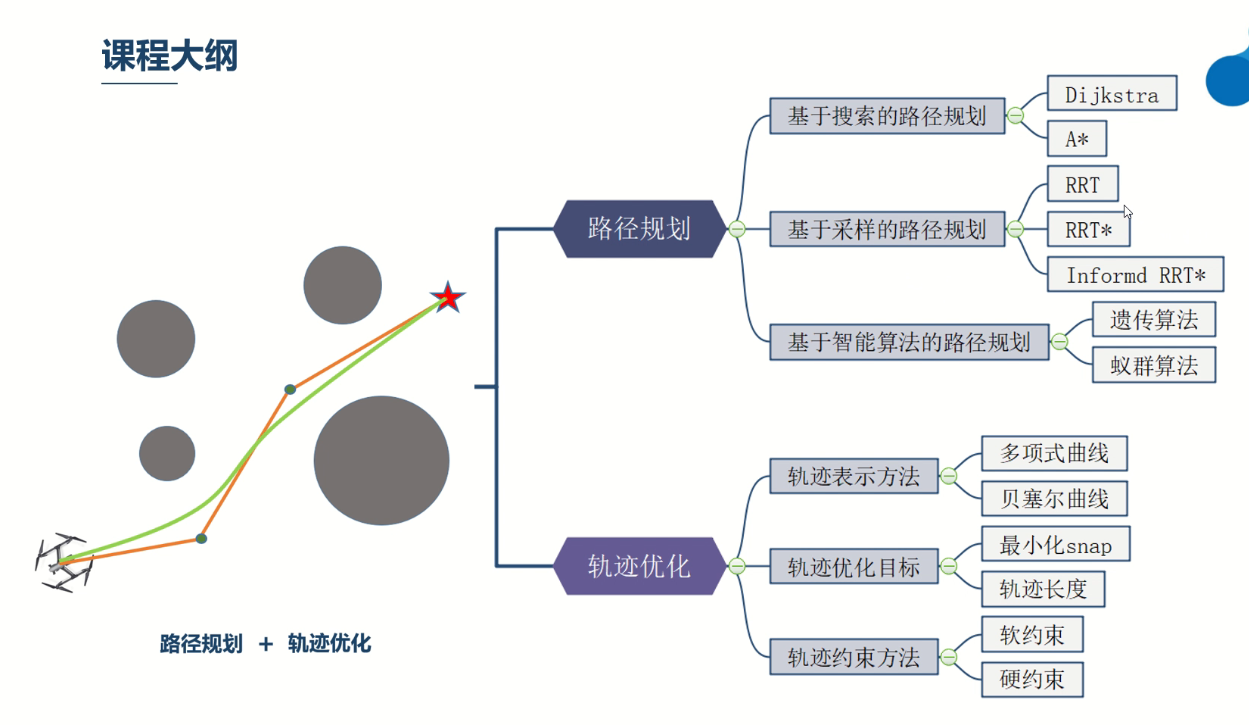 课程大纲
路径规划
基于搜索的路径规划
Dijkstra
A*
基于采样的路径规划
RRT
RRT*
Informd RRT*
基于智能算法的路径规划
遗传算法
蚁群算法
轨迹优化
轨迹表示方法
多项式曲线
贝塞尔曲线
轨迹优化目标
最小化snap
轨迹长度
轨迹约束方法
软约束
硬约束
路径规划 + 轨迹优化